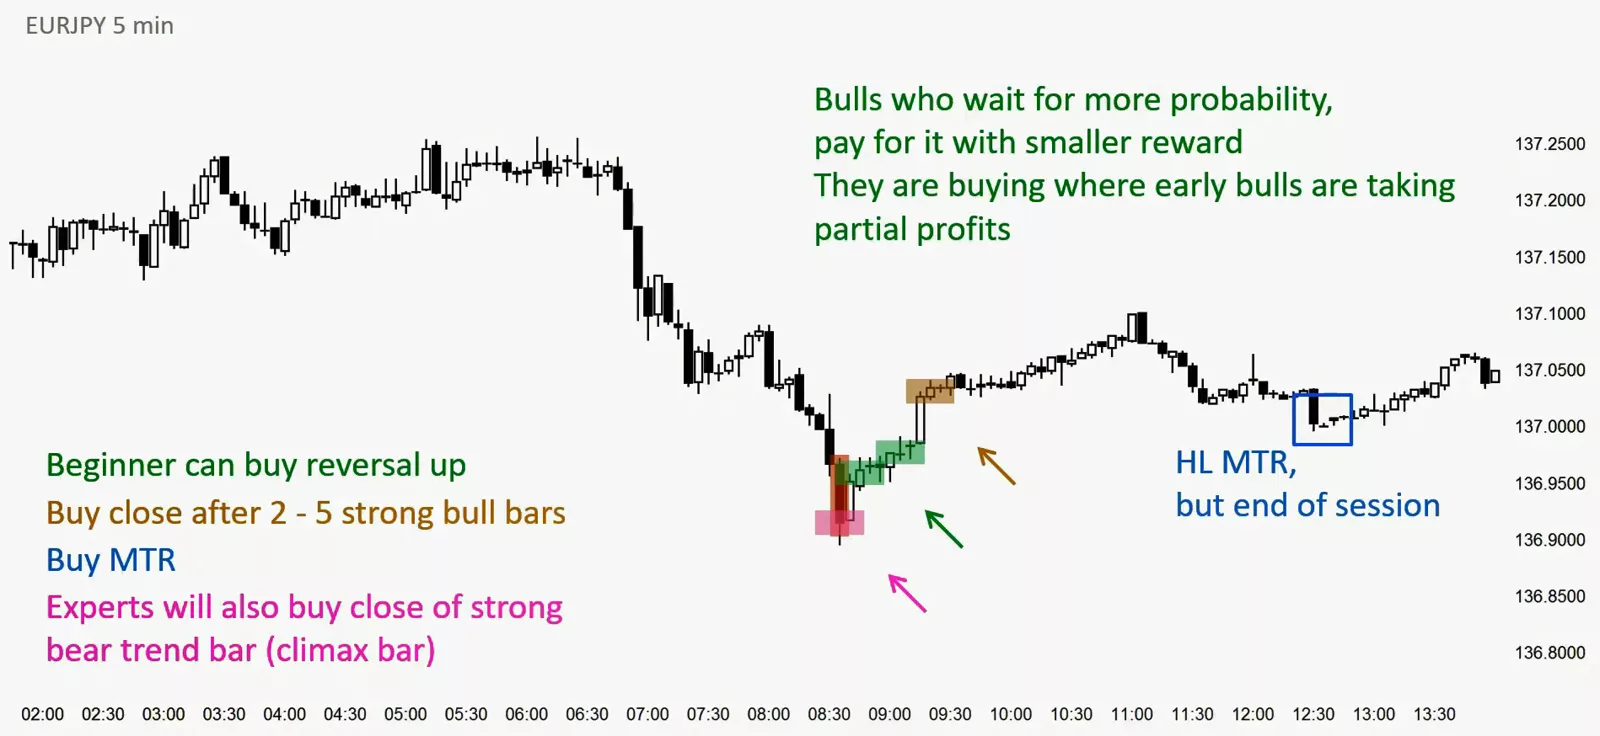 EURJPY 5 min
Bulls who wait for more probability,
pay for it with smaller reward
They are buying where early bulls are taking
partial profits
137.2500
137.2000
137.1500
137.1000
137.0500
137.0000
136.9500
136.9000
136.8500
136.8000
Beginner can buy reversal up
Buy close after 2 - 5 strong bull bars
Buy MTR
Experts will also buy close of strong
bear trend bar (climax bar)
HL MTR,
but end of session
02:00 02:30 03:00 03:30 04:00 04:30 05:00 05:30 06:00 06:30 07:00 07:30 08:00 08:30 09:00 09:30 10:00 10:30 11:00 11:30 12:00 12:30 13:00 13:30